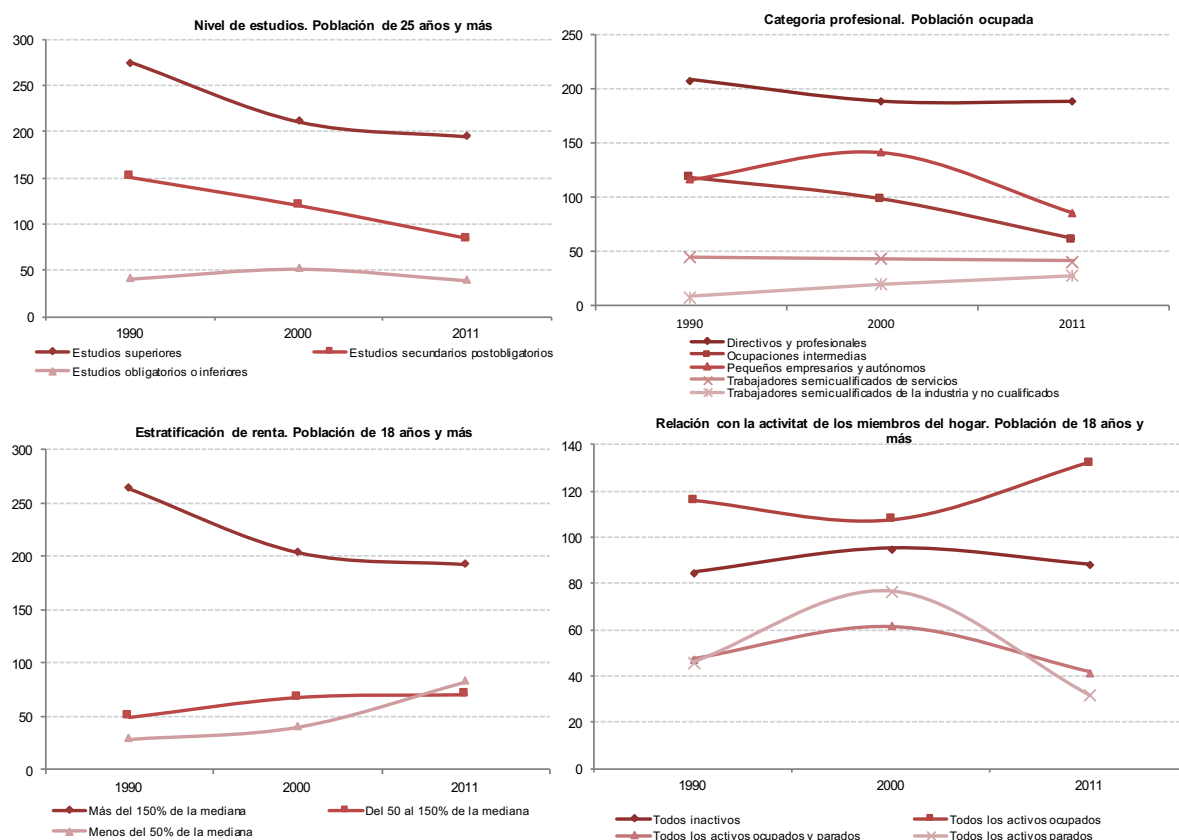 Nivel de estudios. Población de 25 años y más
300
250
200
150
100
50
0
1990 2000 2011
Estudios superiores Estudios secundarios postobligatorios
Estudios obligatorios o inferiores
Categoria profesional. Población ocupada
250
200
150
100
50
0
1990 2000 2011
Directivos y profesionales
Ocupaciones intermedias
Pequeños empresarios y autónomos
Trabajadores semicualificados de servicios
Trabajadores semicualificados de la industria y no cualificados
Estratificación de renta. Población de 18 años y más
300
250
200
150
100
50
0
1990 2000 2011
Más del 150% de la mediana Del 50 al 150% de la mediana
Menos del 50% de la mediana
Relación con la activitat de los miembros del hogar. Población de 18 años y
más
140
120
100
80
60
40
20
0
1990 2000 2011
Todos inactivos Todos los activos ocupados
Todos los activos ocupados y parados Todos los activos parados